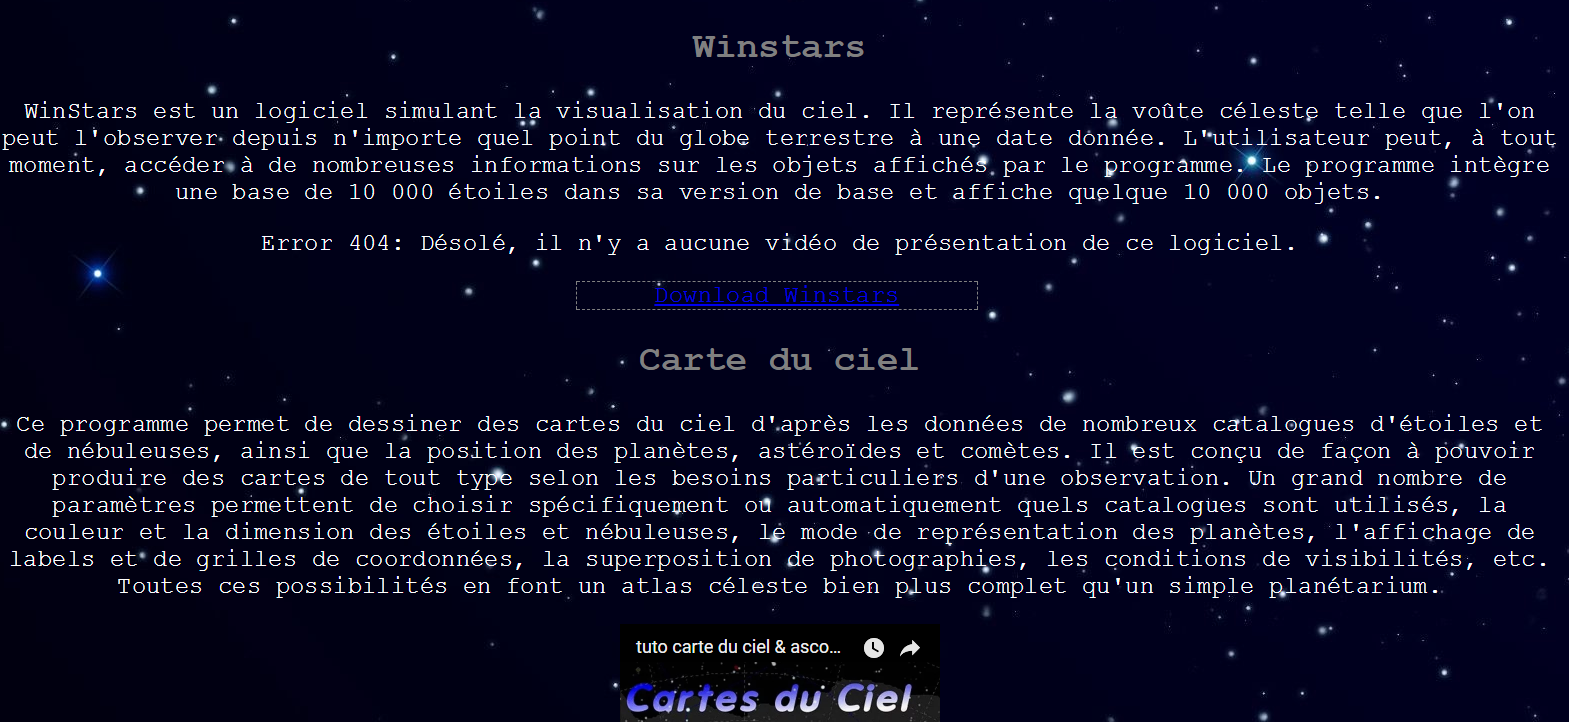 Winstars
WinStars est un logiciel simulant la visualisation du ciel. Il représente la voûte céleste telle que l'on
peut l'observer depuis n'importe quel point du globe terrestre à une date donnée. L'utilisateur peut, à tout
moment, accéder à de nombreuses informations sur les objets affichés par le programme. Le programme intègre
une base de 10 000 étoiles dans sa version de base et affiche quelque 10 000 objets.
Error 404: Désolé, il n'y a aucune vidéo de présentation de ce logiciel.
Download Winstars
Carte du ciel
Ce programme permet de dessiner des cartes du ciel d'après les données de nombreux catalogues d'étoiles et
de nébuleuses, ainsi que la position des planètes, astéroïdes et comètes. Il est conçu de façon à pouvoir
produire des cartes de tout type selon les besoins particuliers d'une observation. Un grand nombre de
paramètres permettent de choisir spécifiquement ou automatiquement quels catalogues sont utilisés, la
couleur et la dimension des étoiles et nébuleuses, le mode de représentation des planètes, l'affichage de
labels et de grilles de coordonnées, la superposition de photographies, les conditions de visibilités, etc.
Toutes ces possibilités en font un atlas céleste bien plus complet qu'un simple planétarium.
tuto carte du ciel & asco...
Cartes du Ciel